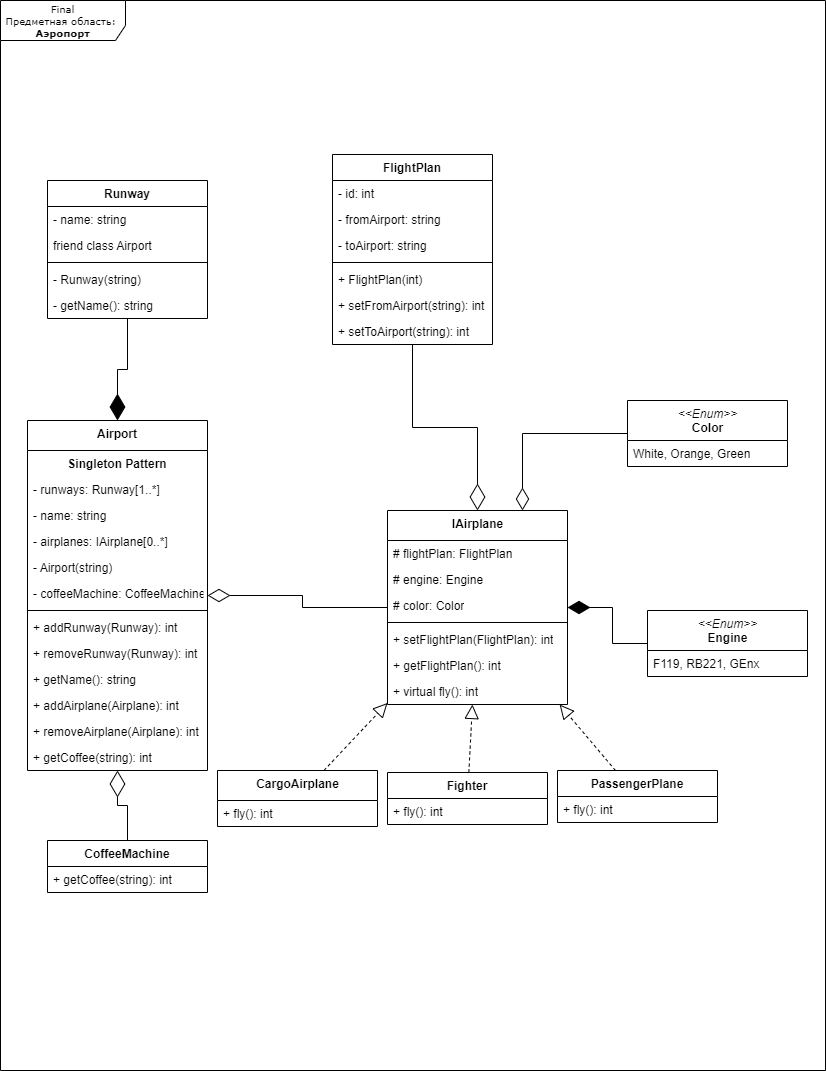 Final
Предметная область:
Аэропорт
FlightPlan
- id: int
- fromAirport: string
- toAirport: string
+ FlightPlan(int)
+ setFromAirport(string): int
+ setToAirport(string): int
Runway
- name: string
friend class Airport
- Runway(string)
- getName(): string
Airport
Singleton Pattern
- runways: Runway[1..*]
- name: string
- airplanes: IAirplane[0..*]
- Airport(string)
- coffeeMachine: CoffeeMachine
+ addRunway(Runway): int
+ removeRunway(Runway): int
+ getName(): string
+ addAirplane(Airplane): int
+ removeAirplane(Airplane): int
+ getCoffee(string): int
<<Enum>>
Color
White, Orange, Green
IAirplane
# flightPlan: FlightPlan
# engine: Engine
# color: Color
+ setFlightPlan(FlightPlan): int
+ getFlightPlan(): int
+ virtual fly(): int
<<Enum>>
Engine
F119, RB221, GEnx
CargoAirplane
+ fly(): int
Fighter
+ fly(): int
PassengerPlane
+ fly(): int
CoffeeMachine
+ getCoffee(string): int